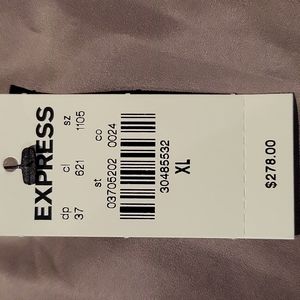 EXPRESS
dp cl sz
37 621 1105
st co
03705202 0024
30485532
XL
$278.00